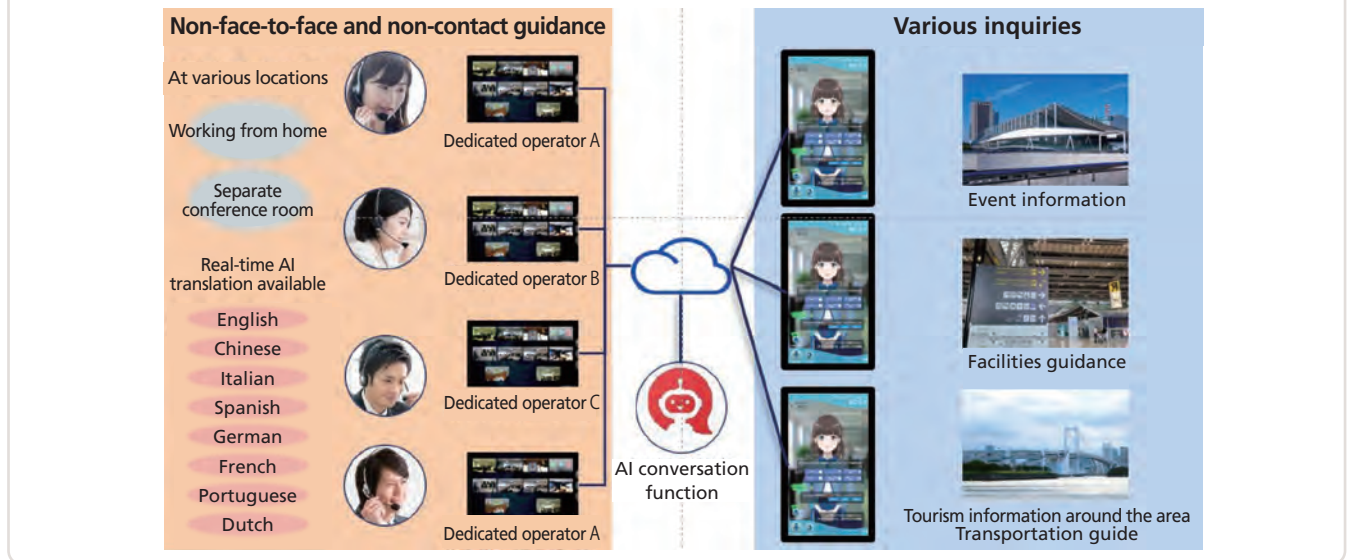 Non-face-to-face and non-contact guidance
At various locations
Working from home
Separate
conference room
Real-time AI
translation available
English
Chinese
Italian
Spanish
German
French
Portuguese
Dutch
Dedicated operator A
Dedicated operator B
Dedicated operator C
Dedicated operator A
AI conversation
function
Various inquiries
Event information
Facilities guidance
Tourism information around the area
Transportation guide